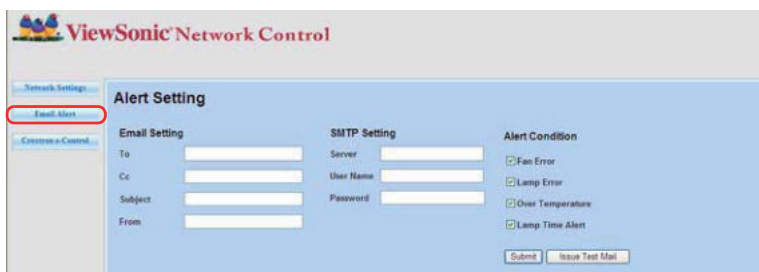 ViewSonic® Network Control
Network Settings
Email Alert
Crestron e-Control
Alert Setting
Email Setting
To
Cc
Subject
From
SMTP Setting
Server
User Name
Password
Alert Condition
Fan Error
Lamp Error
Over Temperature
Lamp Time Alert
Submit
Issue Test Mail